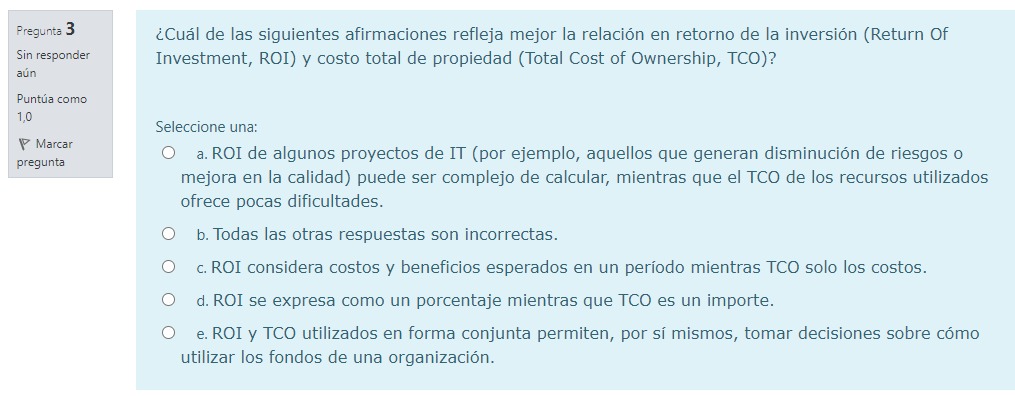 Pregunta 3
Sin responder
aún
Puntúa como
1,0
Marcar
pregunta
¿Cuál de las siguientes afirmaciones refleja mejor la relación en retorno de la inversión (Return Of
Investment, ROI) y costo total de propiedad (Total Cost of Ownership, TCO)?
Seleccione una:
a. ROI de algunos proyectos de IT (por ejemplo, aquellos que generan disminución de riesgos o
mejora en la calidad) puede ser complejo de calcular, mientras que el TCO de los recursos utilizados
ofrece pocas dificultades.
b. Todas las otras respuestas son incorrectas.
c. ROI considera costos y beneficios esperados en un período mientras TCO solo los costos.
d. ROI se expresa como un porcentaje mientras que TCO es un importe.
e. ROI y TCO utilizados en forma conjunta permiten, por sí mismos, tomar decisiones sobre cómo
utilizar los fondos de una organización.